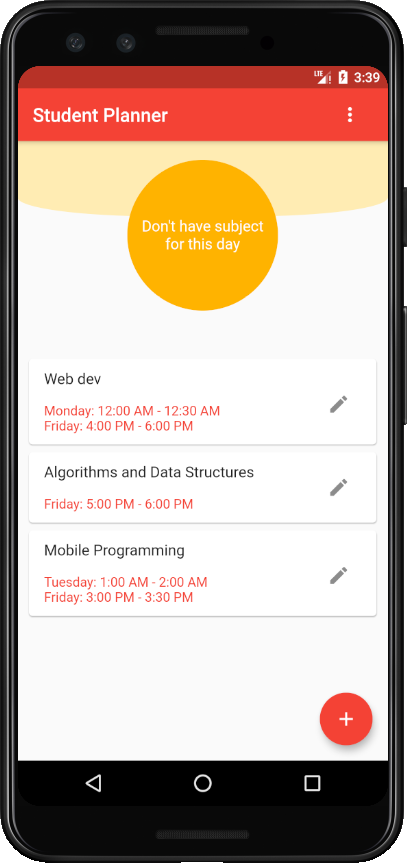 LTE 3:39
Student Planner
Don't have subject
for this day
Web dev
Monday: 12:00 AM - 12:30 AM
Friday: 4:00 PM - 6:00 PM
Algorithms and Data Structures
Friday: 5:00 PM - 6:00 PM
Mobile Programming
Tuesday: 1:00 AM - 2:00 AM
Friday: 3:00 PM - 3:30 PM